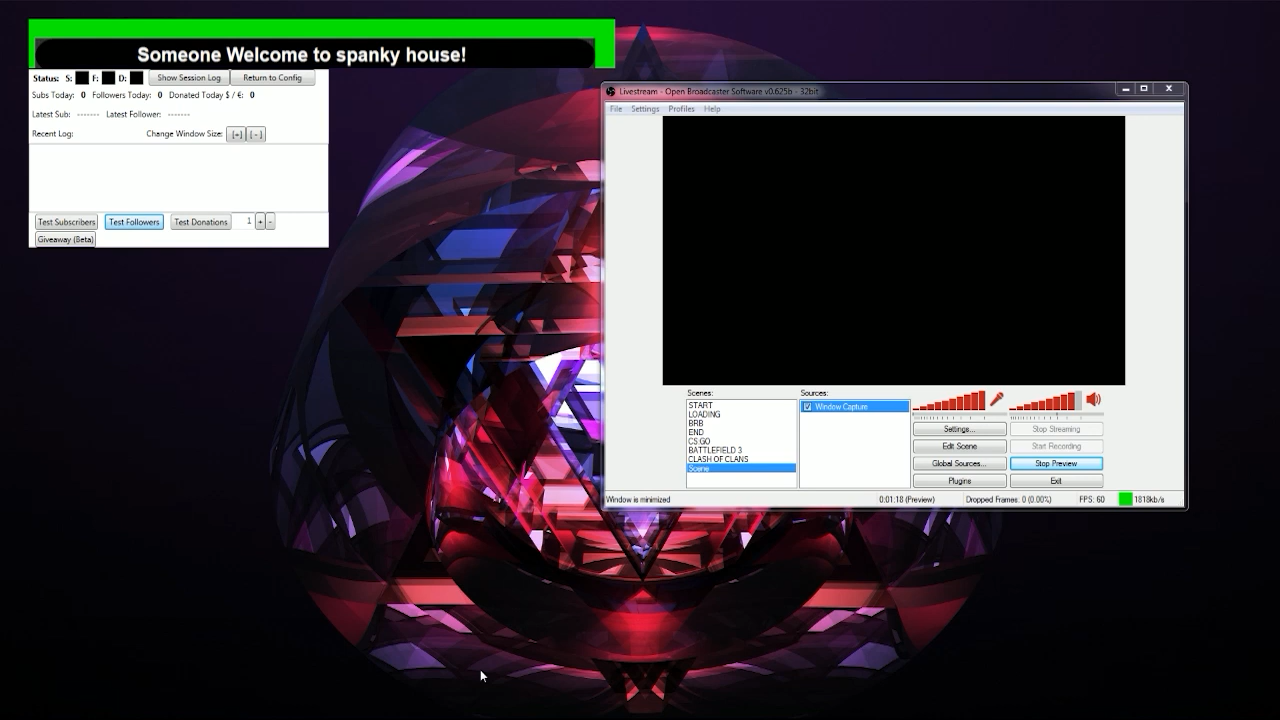 Someone Welcome to spanky house!
Status: S: F: D: Show Session Log Return to Config
Subs Today: 0 Followers Today: 0 Donated Today $ / €: 0
Latest Sub: ------- Latest Follower: -------
Recent Log: Change Window Size: [+] [ - ]
Test Subscribers Test Followers Test Donations 1 + -
Giveaway (Beta)
Livestream - Open Broadcaster Software v0.625b - 32bit
File Settings Profiles Help
Scenes: Sources:
START
LOADING
BRB
END
CS:GO
BATTLEFIELD 3
CLASH OF CLANS
Scene
Window Capture
Settings... Stop Streaming
Edit Scene Start Recording
Global Sources... Stop Preview
Plugins Exit
Window is minimized 0:01:18 (Preview) Dropped Frames: 0 (0.00%) FPS: 60 1818kb/s